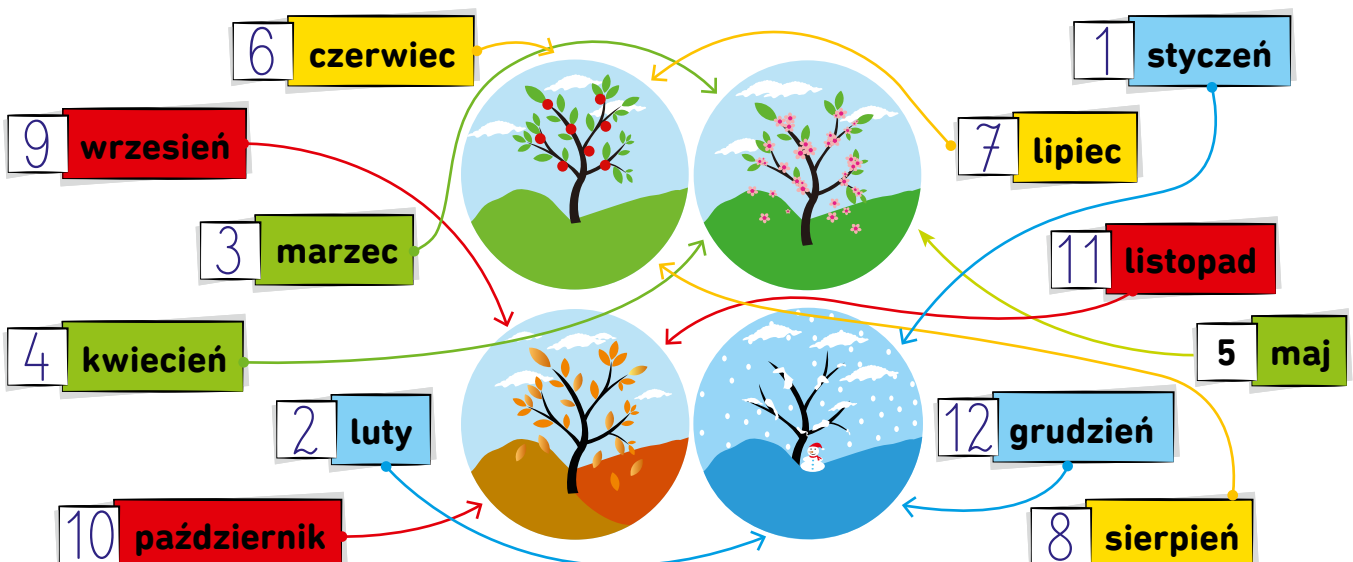 6 czerwiec
1 styczeń
9 wrzesień
7 lipiec
3 marzec
11 listopad
4 kwiecień
5 maj
2 luty
12 grudzień
10 październik
8 sierpień